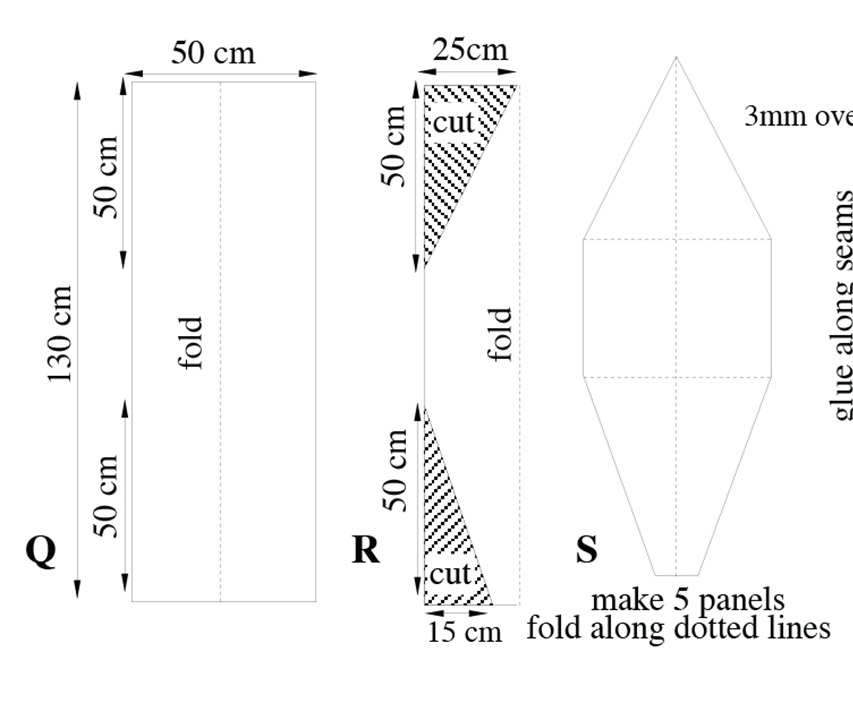 50 cm
50 cm
130 cm
fold
50 cm
Q
25cm
50 cm
cut
fold
50 cm
cut
R
15 cm
3mm
glue along seams
S
make 5 panels
fold along dotted lines